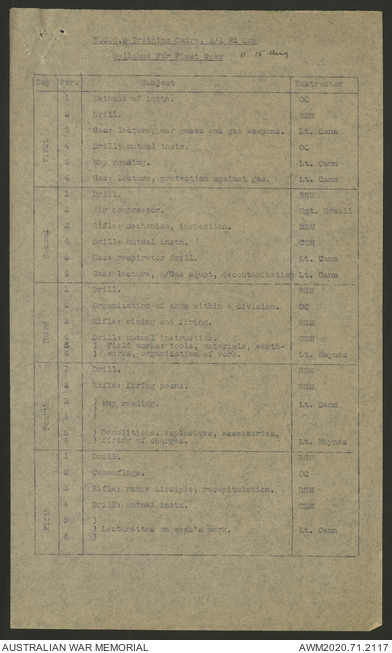 N.C.O.s Training Cadre, 2/1 Fd Coy
Syllabus For First Week 11-15 Aug
Day Per. Subject Instructor
First
1 Methods of instn. OC
2 Drill. RSM
3 Gas: lecture, war gases and gas weapons. Lt. Cann
4 Drill: mutual instn. OC
5 Map reading. Lt. Cann
6 Gas: lecture, protection against gas. Lt. Cann
Second
1 Drill. RSM
2 Air compressor. Sgt. Howell
3 Rifle: mechanism, inspection. RSM
4 Drill: mutual instn. CSM
5 Gas: respirator drill. Lt. Cann
6 Gas: lecture, a/Gas equpt, decontamination Lt. Cann
Third
1 Drill. RSM
2 Organization of arms within a division. OC
3 Rifle: aiming and firing. RSM
4 Drill: mutual instruction. CSM
5 } Field works: tools, materials, earth-
6 } works, organization of work. Lt. Haynes
Fourth
1 Drill. RSM
2 Rifle: firing posns. RSM
3 } Map reading. Lt. Cann
4 }
5 } Demolitions, explosives, accessories,
6 } firing of charges. Lt. Haynes
Fifth
1 Drill. RSM
2 Camouflage. OC
3 Rifle: range disciple, recapitulation. RSM
4 Drill: mutual instn. CSM
5 }
} Lecturettes on week's work. Lt. Cann
6 }
AUSTRALIAN WAR MEMORIAL AWM2020.71.2117